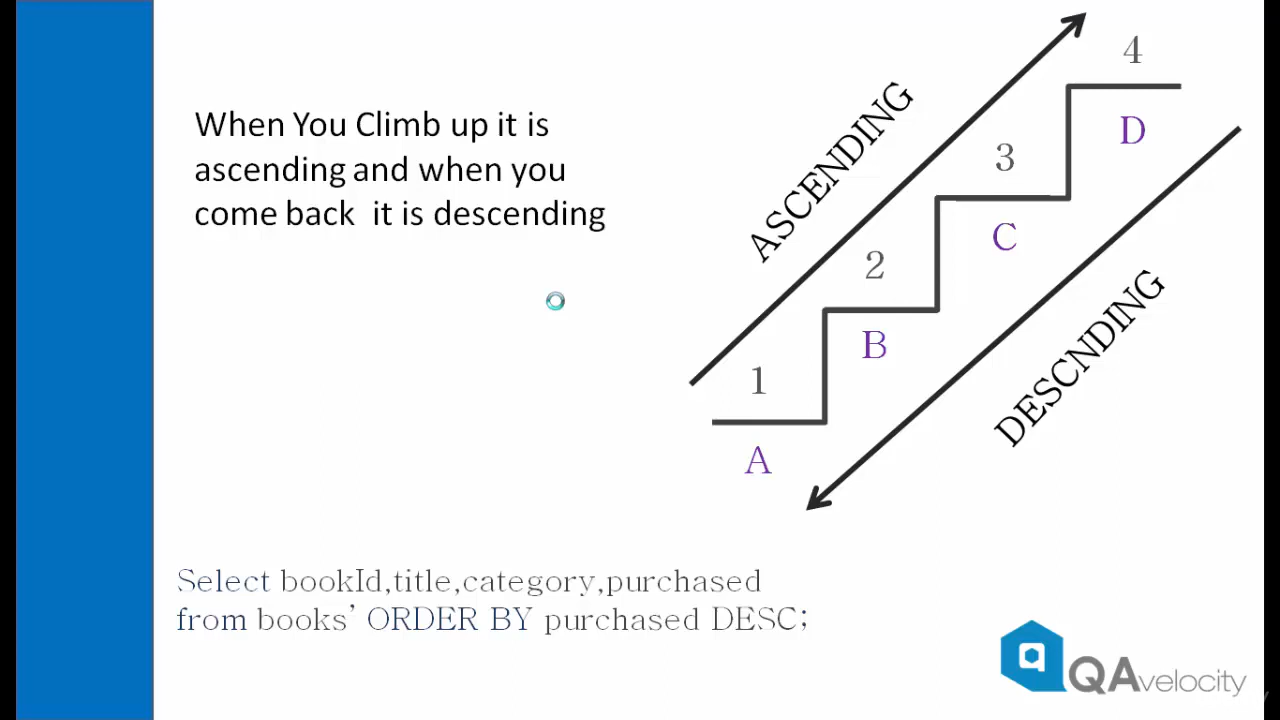 When You Climb up it is
ascending and when you
come back it is descending
ASCENDING
4
D
3
C
2
B
1
A
DESCNDING
Select bookId,title,category,purchased
from books’ ORDER BY purchased DESC;
QAvelocity